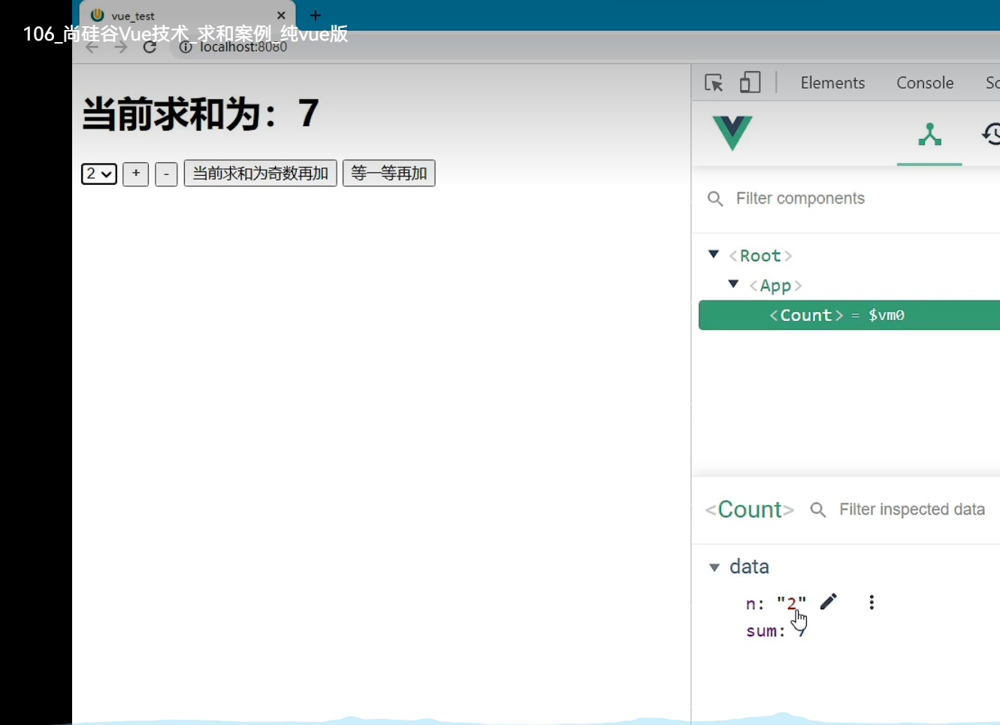 vue_test
106_尚硅谷Vue技术_求和案例_纯vue版
localhost:8080
Elements Console
当前求和为：7
2 + - 当前求和为奇数再加 等一等再加
Filter components
<Root>
<App>
<Count> = $vm0
<Count> Filter inspected data
data
n: "2"
sum: 7